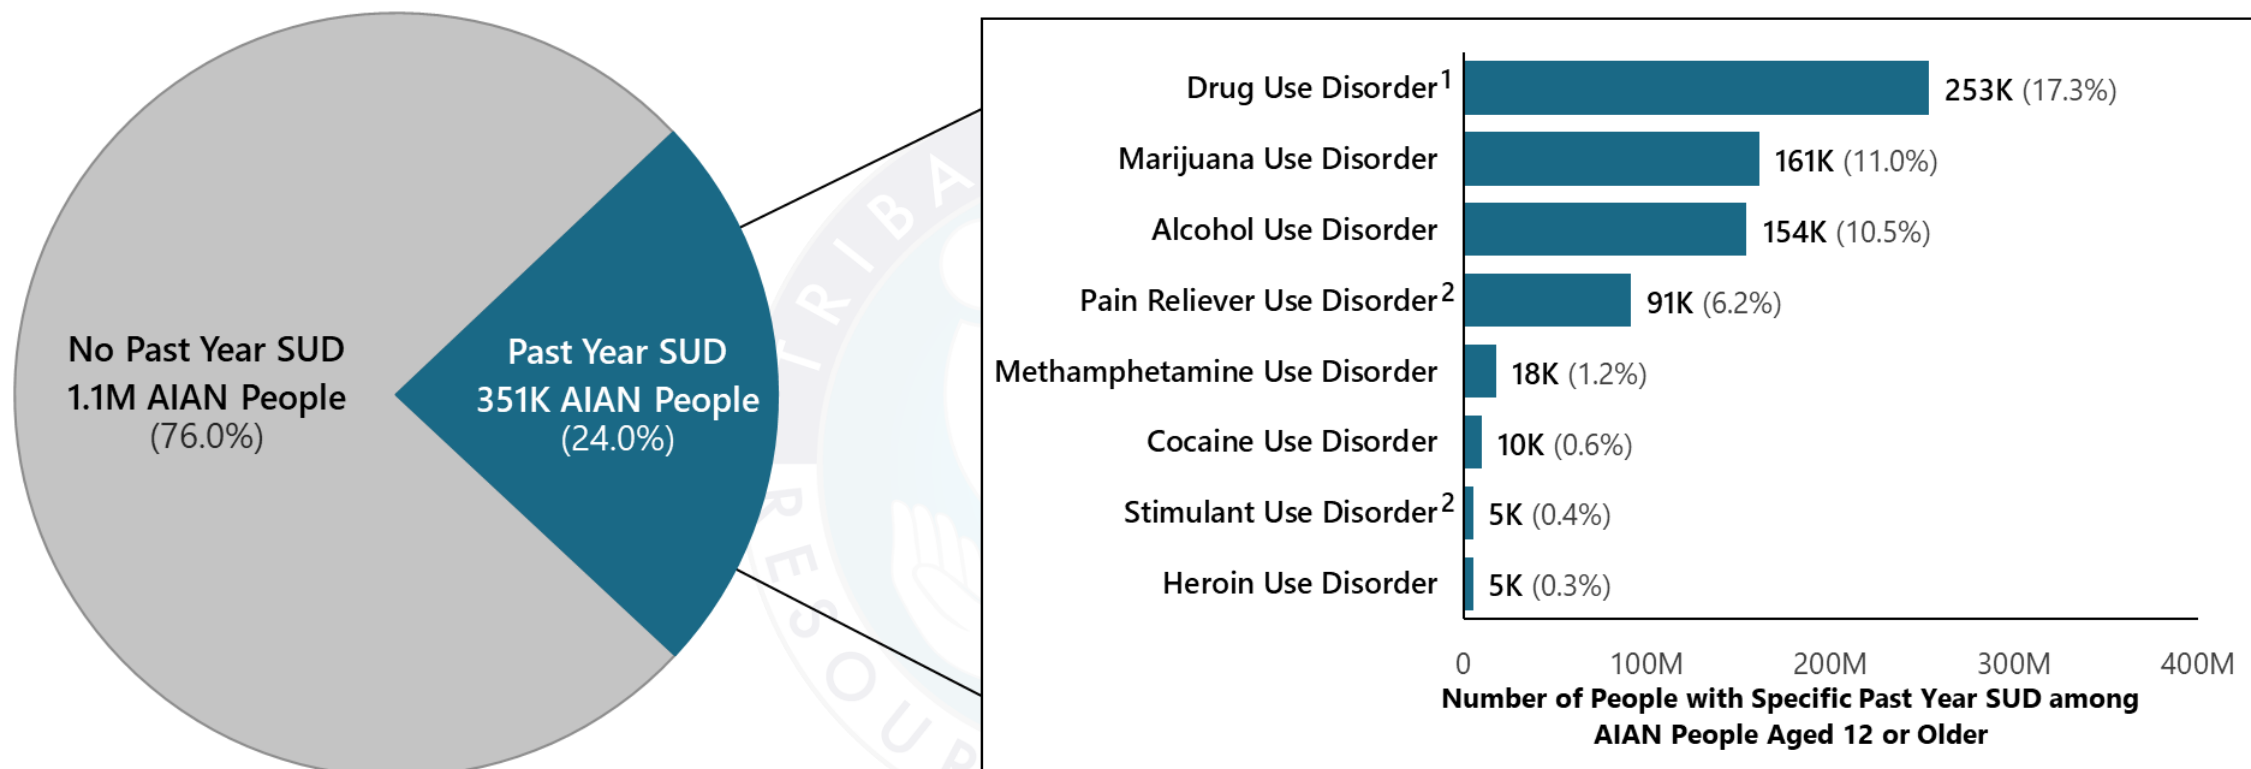 No Past Year SUD
1.1M AIAN People
(76.0%)
Past Year SUD
351K AIAN People
(24.0%)
Drug Use Disorder1 253K (17.3%)
Marijuana Use Disorder 161K (11.0%)
Alcohol Use Disorder 154K (10.5%)
Pain Reliever Use Disorder2 91K (6.2%)
Methamphetamine Use Disorder 18K (1.2%)
Cocaine Use Disorder 10K (0.6%)
Stimulant Use Disorder2 5K (0.4%)
Heroin Use Disorder 5K (0.3%)
0 100M 200M 300M 400M
Number of People with Specific Past Year SUD among
AIAN People Aged 12 or Older